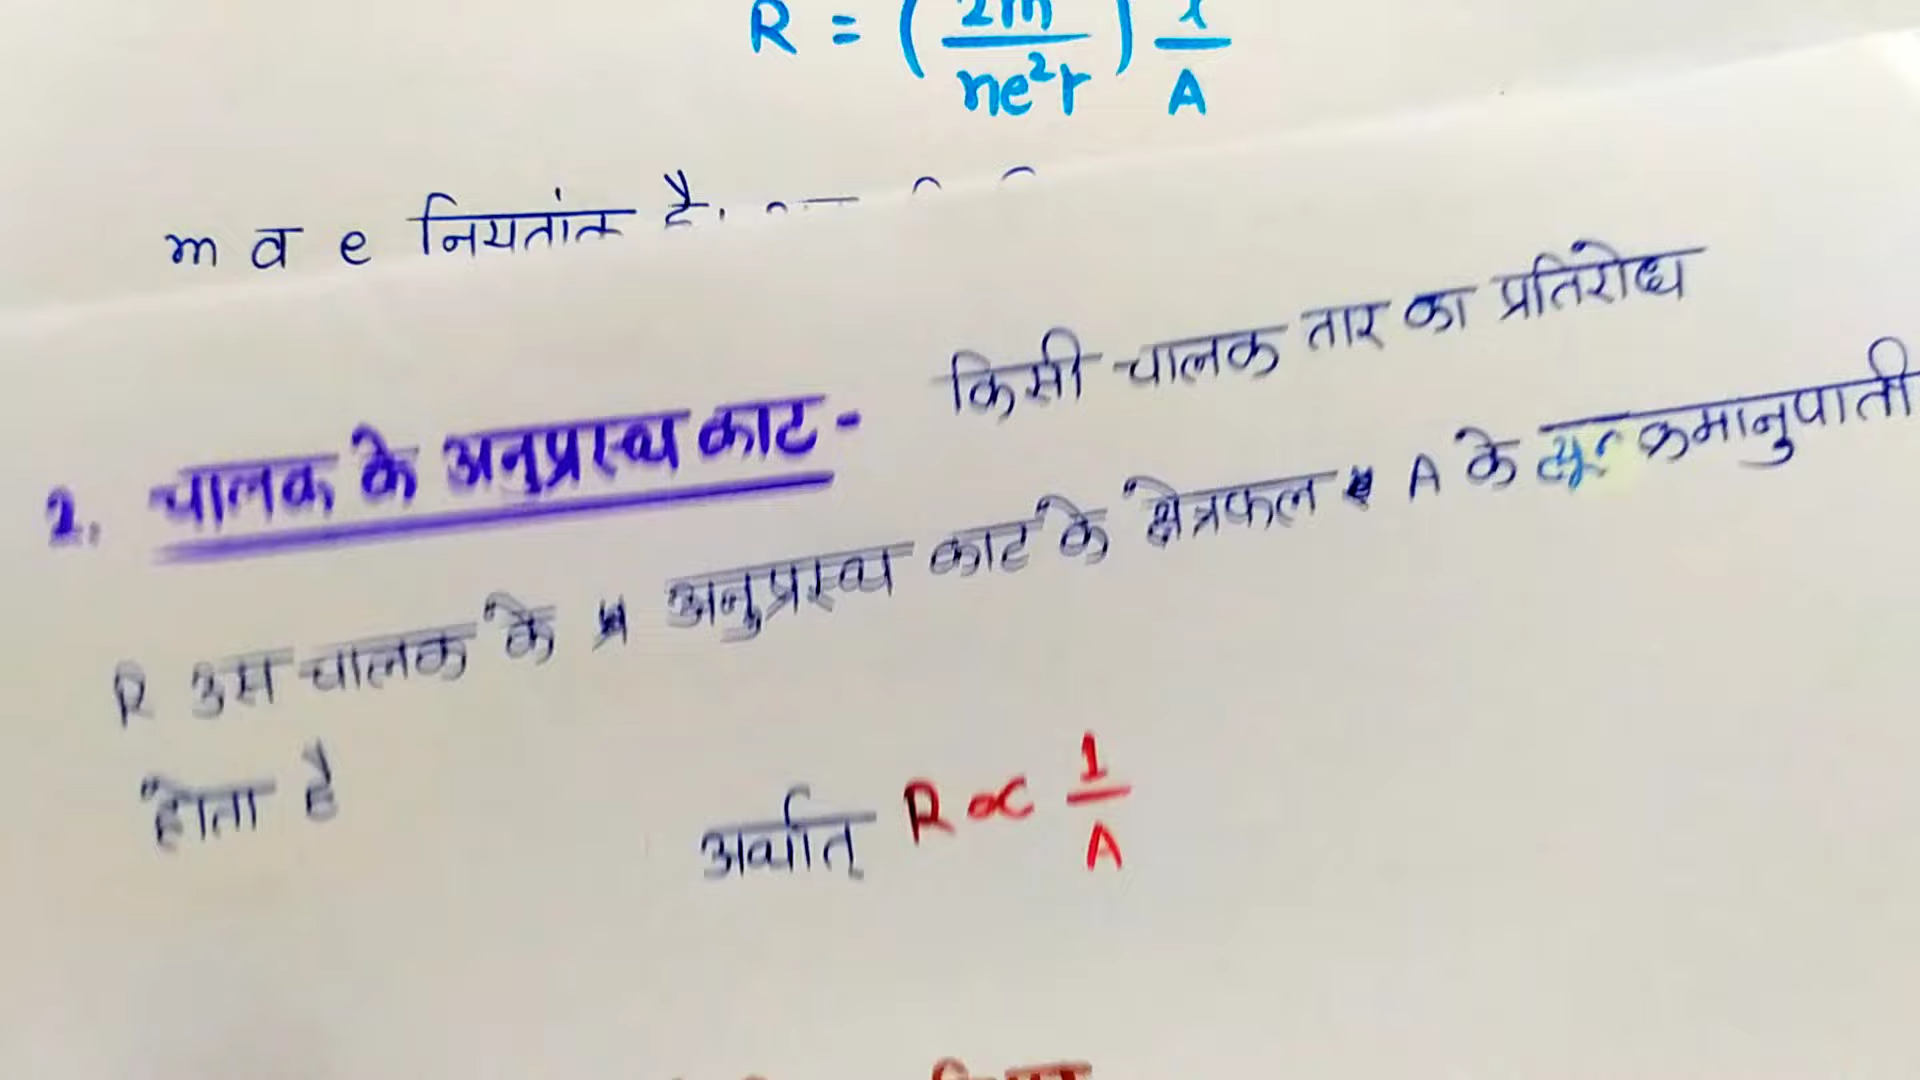 R = (2m/ne²τ) l/A
m व e नियतांक है.
2. चालक के अनुप्रस्थ काट - किसी चालक तार का प्रतिरोध
R उस चालक के अनुप्रस्थ काट के क्षेत्रफल A के क्रमानुपाती
होता है
अर्थात् R ∝ 1/A